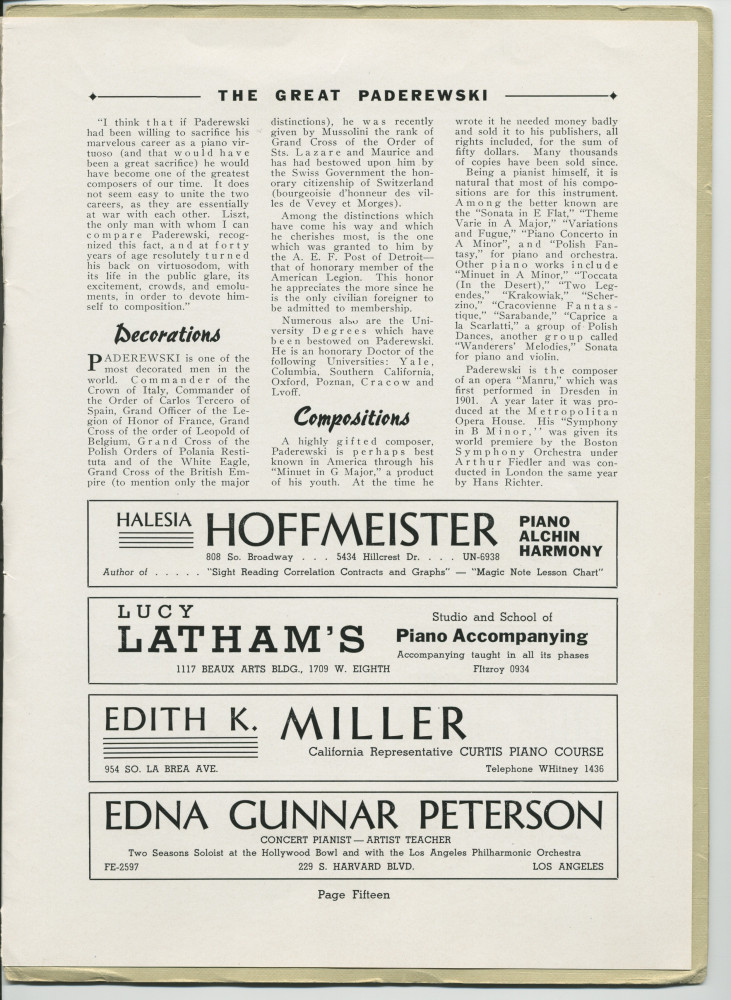 THE GREAT PADEREWSKI
"I think that if Paderewski
had been willing to sacrifice his
marvelous career as a piano vir-
tuoso (and that would have
been a great sacrifice) he would
have become one of the greatest
composers of our time. It does
not seem easy to unite the two
careers, as they are essentially
at war with each other. Liszt,
the only man with whom I can
compare Paderewski, recog-
nized this fact, and at forty
years of age resolutely turned
his back on virtuosodom, with
its life in the public glare, its
excitement, crowds, and emolu-
ments, in order to devote him-
self to composition."
Decorations
PADEREWSKI is one of the
most decorated men in the
world. Commander of the
Crown of Italy, Commander of
the Order of Carlos Tercero of
Spain, Grand Officer of the Le-
gion of Honor of France, Grand
Cross of the order of Leopold of
Belgium, Grand Cross of the
Polish Orders of Polania Resti-
tuta and of the White Eagle,
Grand Cross of the British Em-
pire (to mention only the major
distinctions), he was recently
given by Mussolini the rank of
Grand Cross of the Order of
Sts. Lazare and Maurice and
has had bestowed upon him by
the Swiss Government the hon-
orary citizenship of Switzerland
(bourgeoisie d'honneur des vil-
les de Vevey et Morges).
Among the distinctions which
have come his way and which
he cherishes most, is the one
which was granted to him by
the A. E. F. Post of Detroit—
that of honorary member of the
American Legion. This honor
he appreciates the more since he
is the only civilian foreigner to
be admitted to membership.
Numerous also are the Uni-
versity Degrees which have
been bestowed on Paderewski.
He is an honorary Doctor of the
following Universities: Yale,
Columbia, Southern California,
Oxford, Poznan, Cracow and
Lvoff.
Compositions
A highly gifted composer,
Paderewski is perhaps best
known in America through his
"Minuet in G Major," a product
of his youth. At the time he
wrote it he needed money badly
and sold it to his publishers, all
rights included, for the sum of
fifty dollars. Many thousands
of copies have been sold since.
Being a pianist himself, it is
natural that most of his compo-
sitions are for this instrument.
Among the better known are
the "Sonata in E Flat," "Theme
Varie in A Major," "Variations
and Fugue," "Piano Concerto in
A Minor", and "Polish Fan-
tasy," for piano and orchestra.
Other piano works include
"Minuet in A Minor," "Toccata
(In the Desert)," "Two Leg-
endes," "Krakowiak," "Scher-
zino," "Cracovienne Fantas-
tique," "Sarabande," "Caprice a
la Scarlatti," a group of Polish
Dances, another group called
"Wanderers' Melodies," Sonata
for piano and violin.
Paderewski is the composer
of an opera "Manru," which was
first performed in Dresden in
1901. A year later it was pro-
duced at the Metropolitan
Opera House. His "Symphony
in B Minor," was given its
world premiere by the Boston
Symphony Orchestra under
Arthur Fiedler and was con-
ducted in London the same year
by Hans Richter.
HALESIA HOFFMEISTER
PIANO
ALCHIN
HARMONY
808 So. Broadway . . . 5434 Hillcrest Dr. . . . UN-6938
Author of . . . . . "Sight Reading Correlation Contracts and Graphs" — "Magic Note Lesson Chart"
LUCY
LATHAM'S
Studio and School of
Piano Accompanying
Accompanying taught in all its phases
1117 BEAUX ARTS BLDG., 1709 W. EIGHTH
FItzroy 0934
EDITH K. MILLER
California Representative CURTIS PIANO COURSE
954 SO. LA BREA AVE.
Telephone WHitney 1436
EDNA GUNNAR PETERSON
CONCERT PIANIST — ARTIST TEACHER
Two Seasons Soloist at the Hollywood Bowl and with the Los Angeles Philharmonic Orchestra
FE-2597 229 S. HARVARD BLVD. LOS ANGELES
Page Fifteen